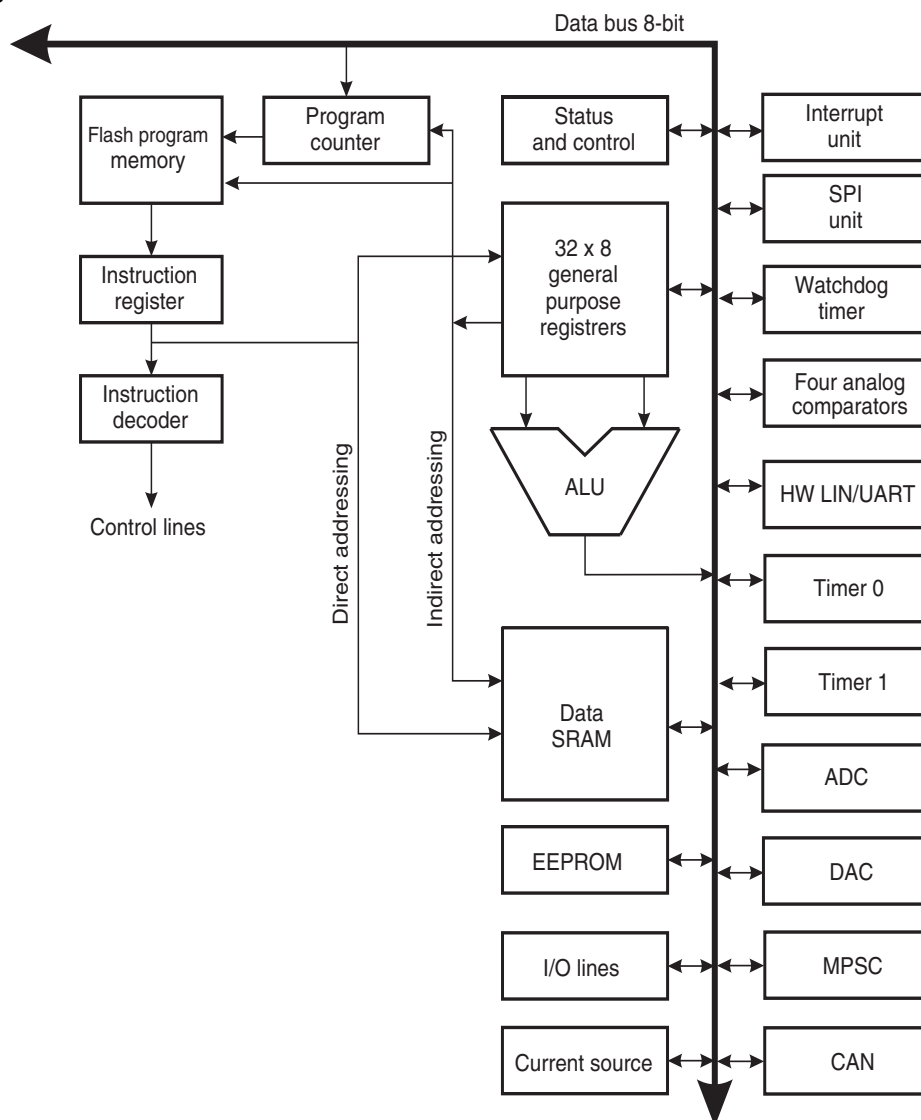 Data bus 8-bit
Flash program
memory
Program
counter
Status
and control
Interrupt
unit
SPI
unit
32 x 8
general
purpose
registrers
Instruction
register
Watchdog
timer
Instruction
decoder
Four analog
comparators
ALU
HW LIN/UART
Control lines
Direct addressing
Indirect addressing
Timer 0
Data
SRAM
Timer 1
ADC
EEPROM
DAC
I/O lines
MPSC
Current source
CAN